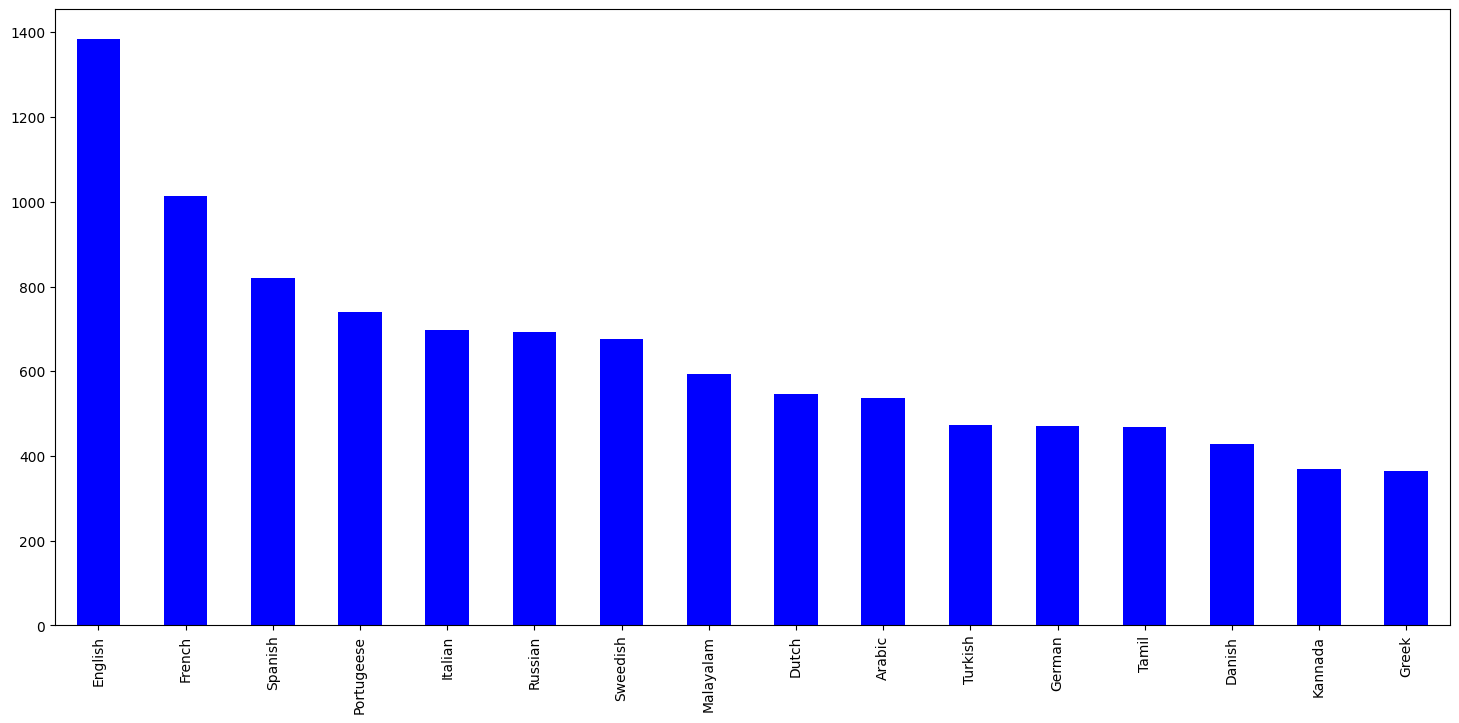 1400
1200
1000
800
600
400
200
0
English
French
Spanish
Portugeese
Italian
Russian
Sweedish
Malayalam
Dutch
Arabic
Turkish
German
Tamil
Danish
Kannada
Greek